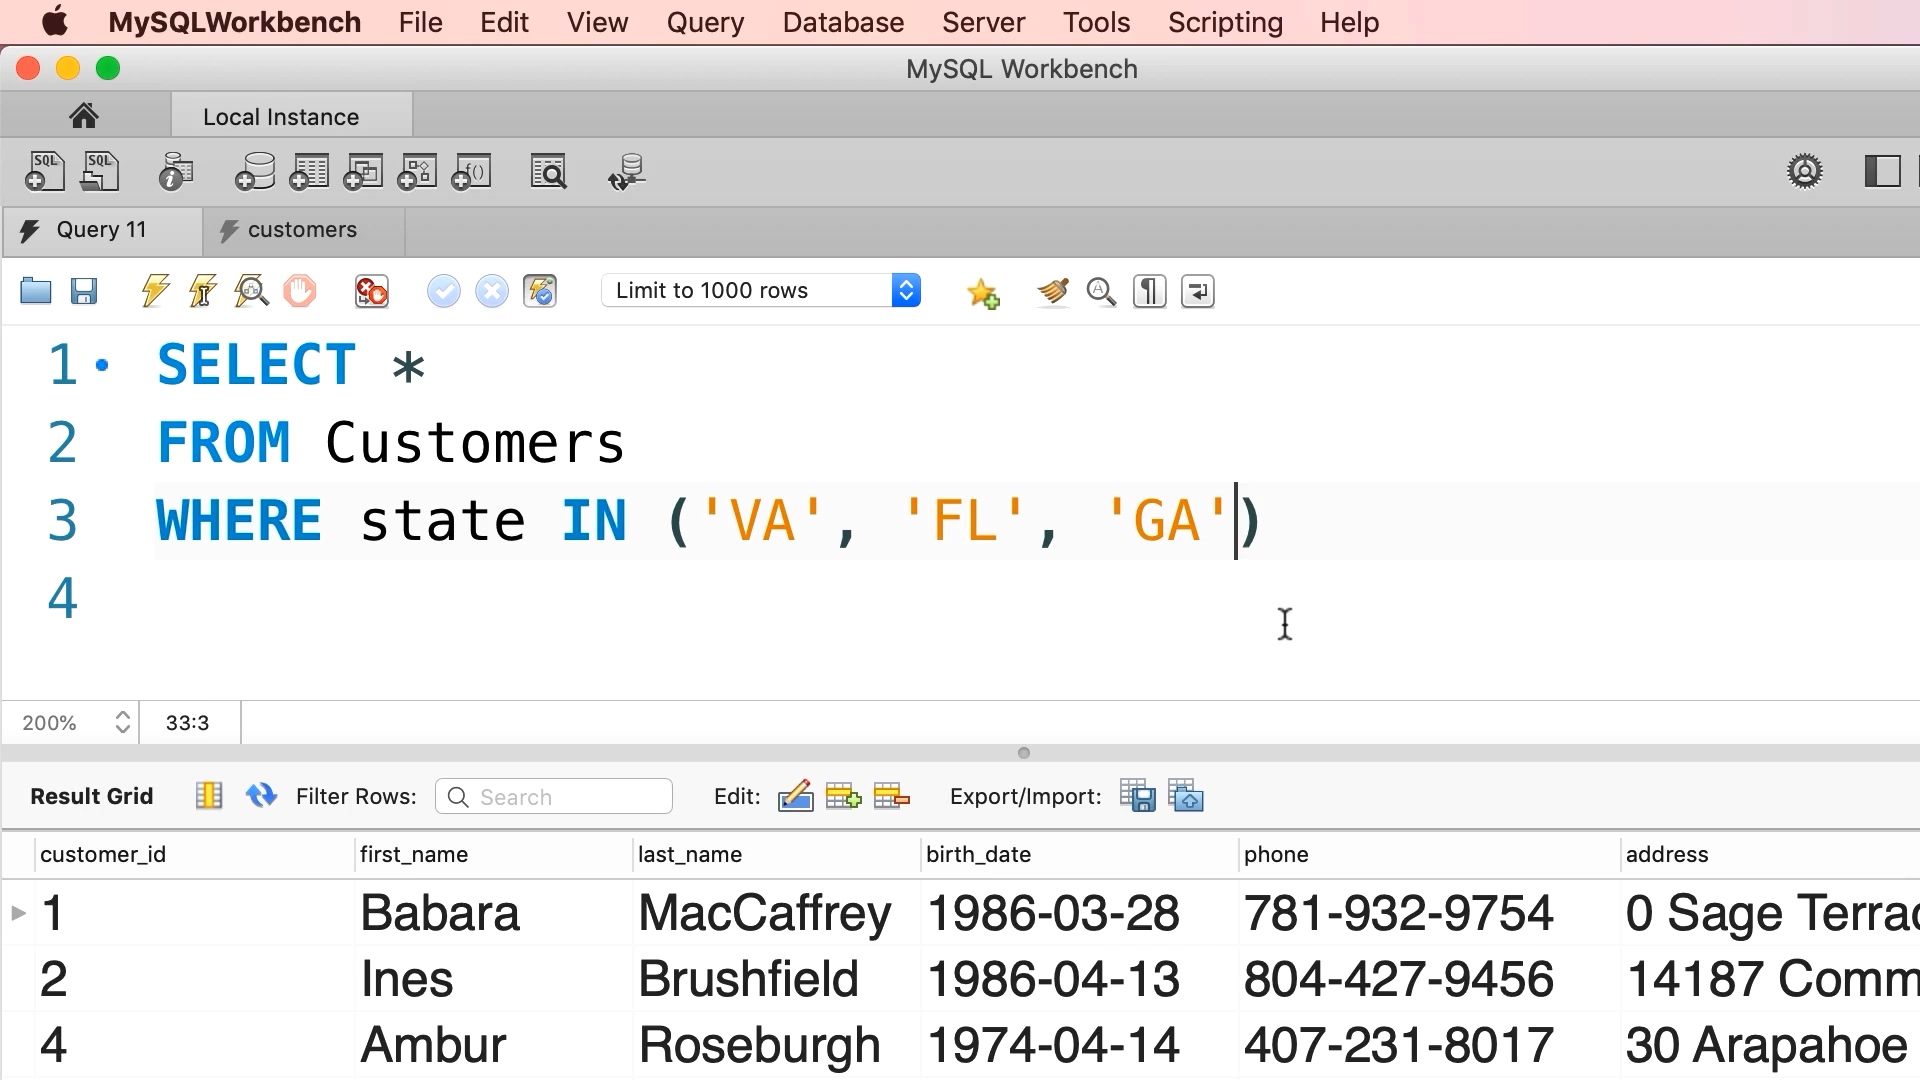 MySQLWorkbench File Edit View Query Database Server Tools Scripting Help
MySQL Workbench
Local Instance
SQL SQL
Query 11 customers
Limit to 1000 rows
1 SELECT *
2 FROM Customers
3 WHERE state IN ('VA', 'FL', 'GA')
4
200% 33:3
Result Grid Filter Rows: Search Edit: Export/Import:
customer_id first_name last_name birth_date phone address
1 Babara MacCaffrey 1986-03-28 781-932-9754 0 Sage Terrac
2 Ines Brushfield 1986-04-13 804-427-9456 14187 Comm
4 Ambur Roseburgh 1974-04-14 407-231-8017 30 Arapahoe